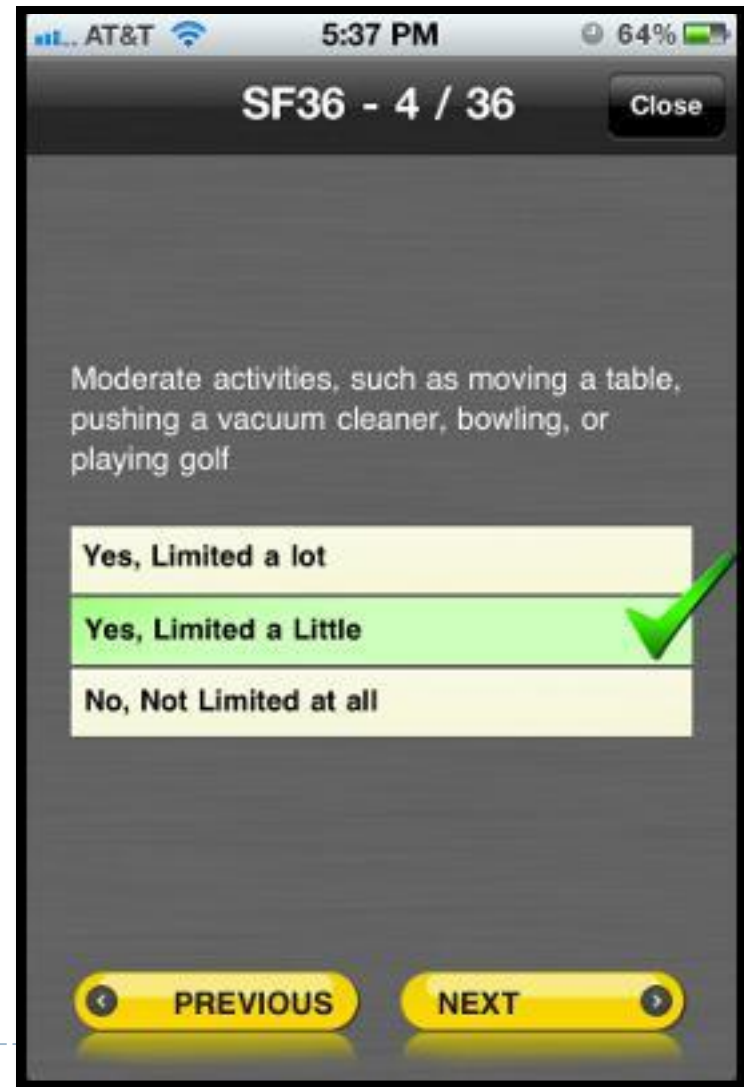 AT&T 5:37 PM 64%
SF36 - 4 / 36 Close
Moderate activities, such as moving a table,
pushing a vacuum cleaner, bowling, or
playing golf
Yes, Limited a lot
Yes, Limited a Little
No, Not Limited at all
PREVIOUS NEXT